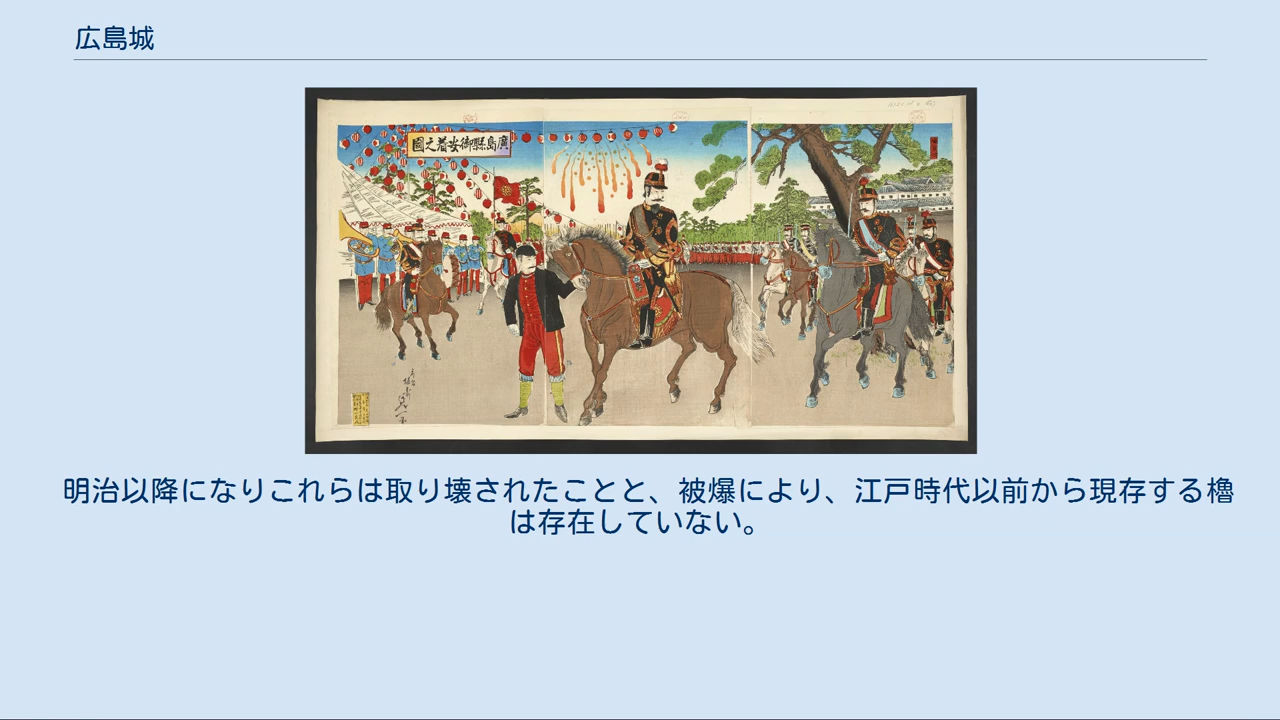 広島城
廣島縣御安着之圖
明治以降になりこれらは取り壊されたことと、被爆により、江戸時代以前から現存する櫓
は存在していない。